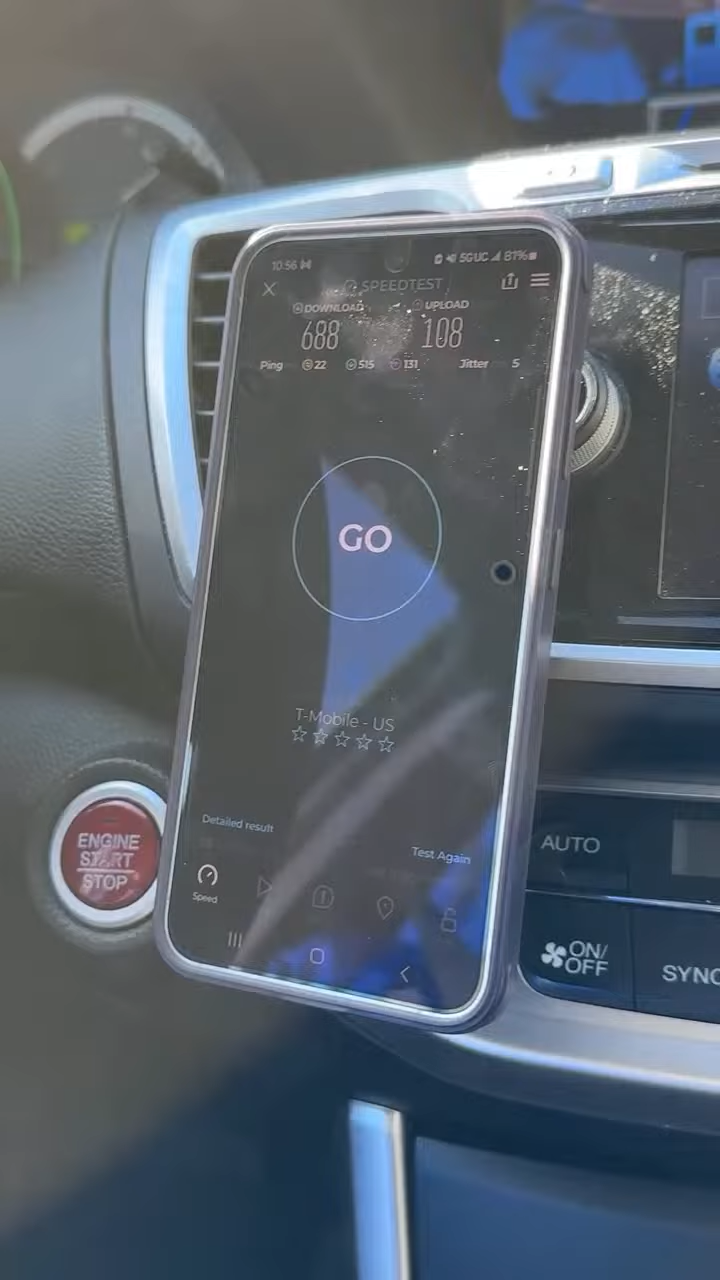 10:56 5GUC 81%
SPEEDTEST
DOWNLOAD UPLOAD
688 108
Ping 22 515 131 Jitter 5
GO
T-Mobile - US
Detailed result
Test Again
Speed
ENGINE
START
STOP
AUTO
ON/
OFF
SYNC